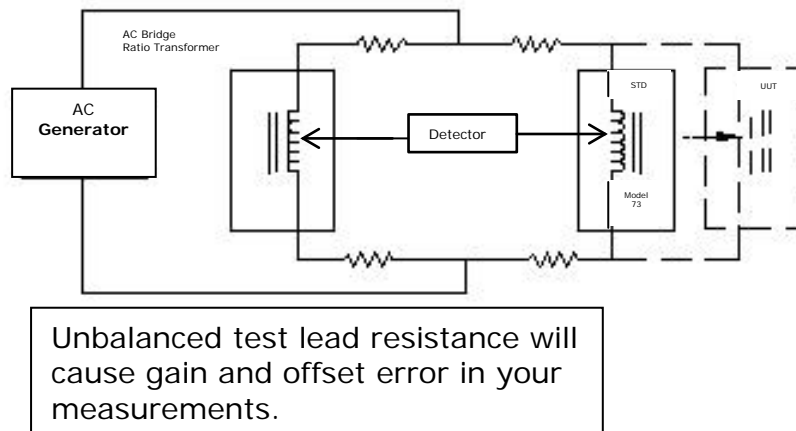 AC Bridge
Ratio Transformer
AC
Generator
Detector
STD
Model
73
UUT
Unbalanced test lead resistance will
cause gain and offset error in your
measurements.